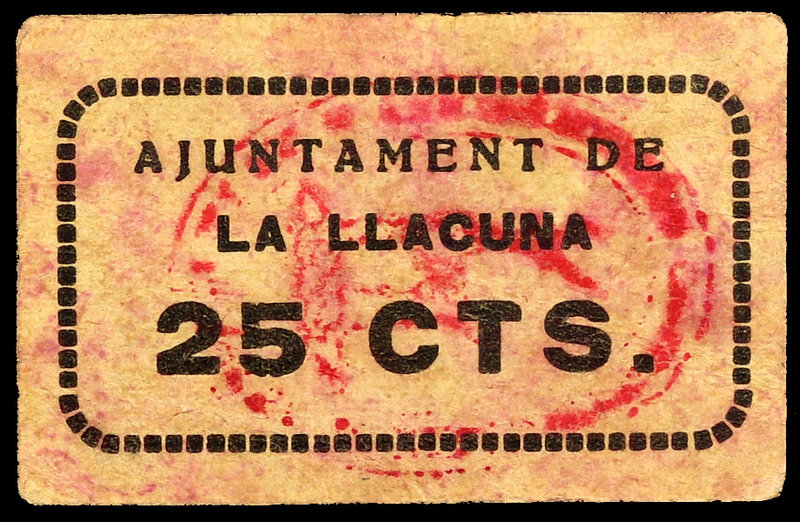 AJUNTAMENT DE
LA LLACUNA
25 CTS.